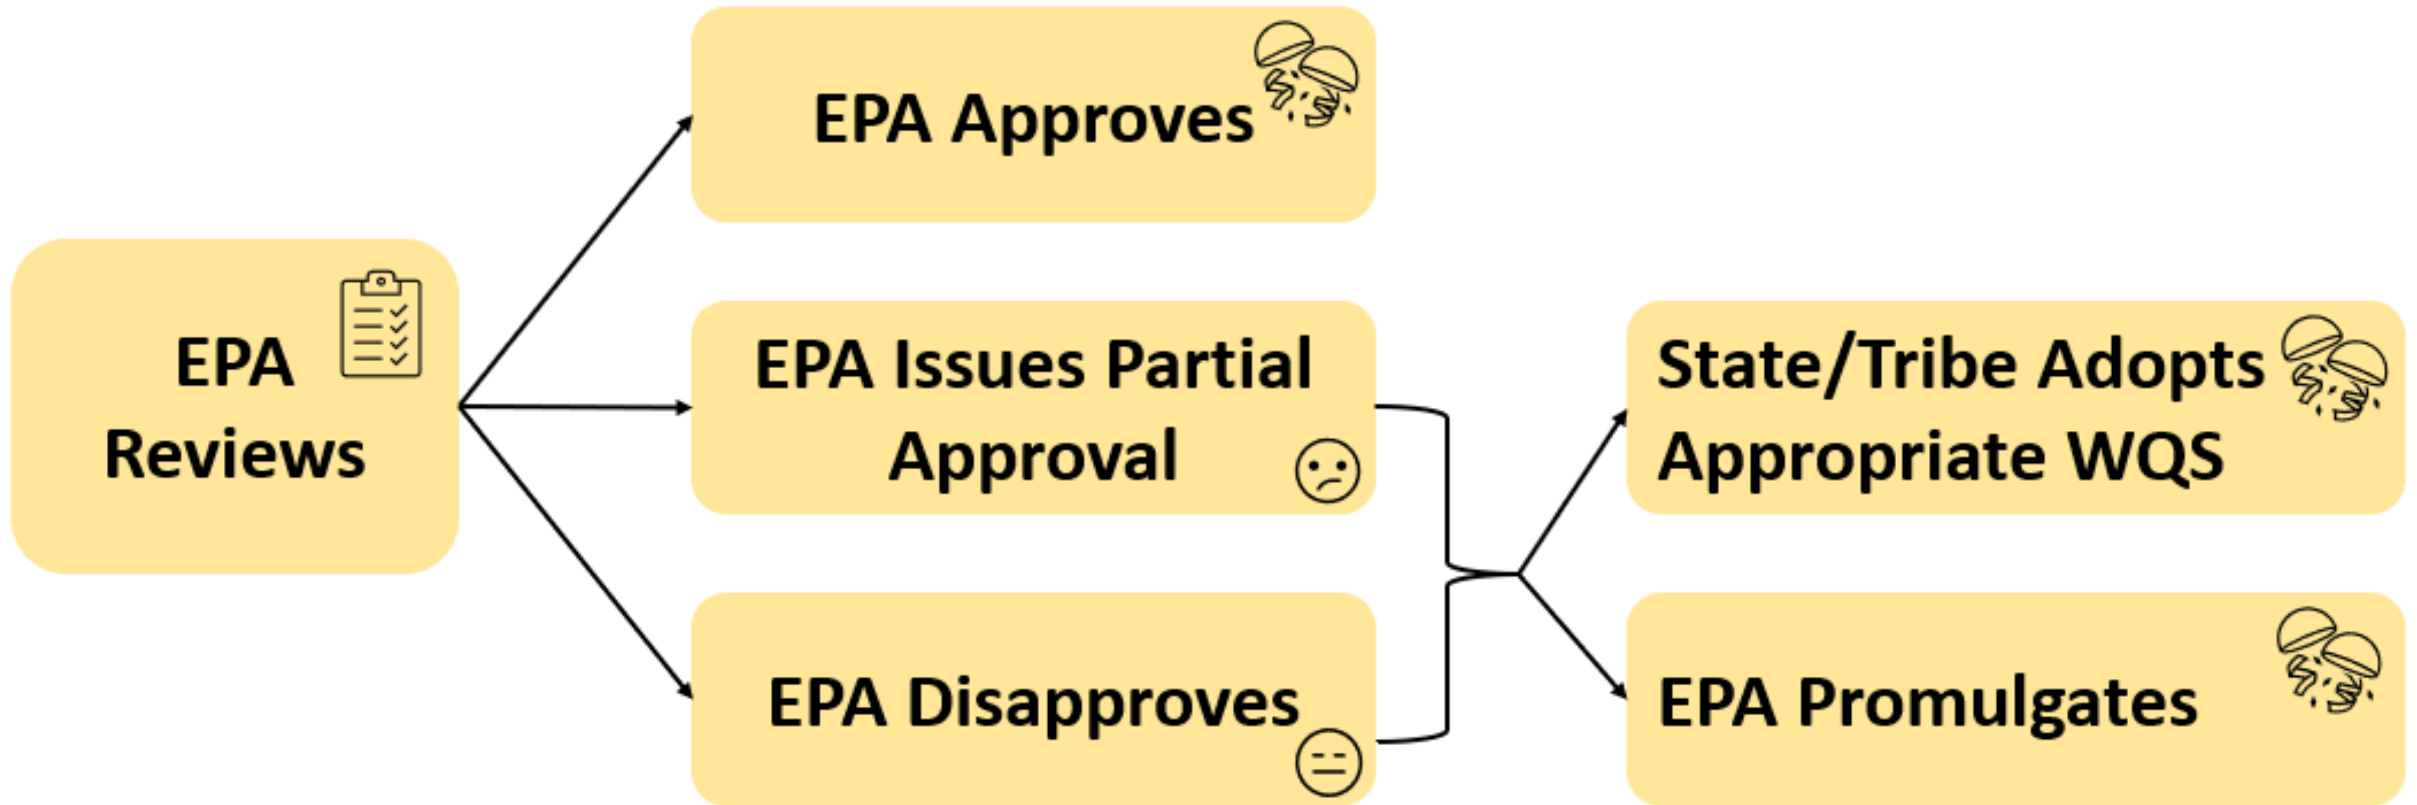 EPA Approves
EPA
Reviews
EPA Issues Partial
Approval
State/Tribe Adopts
Appropriate WQS
EPA Disapproves
EPA Promulgates